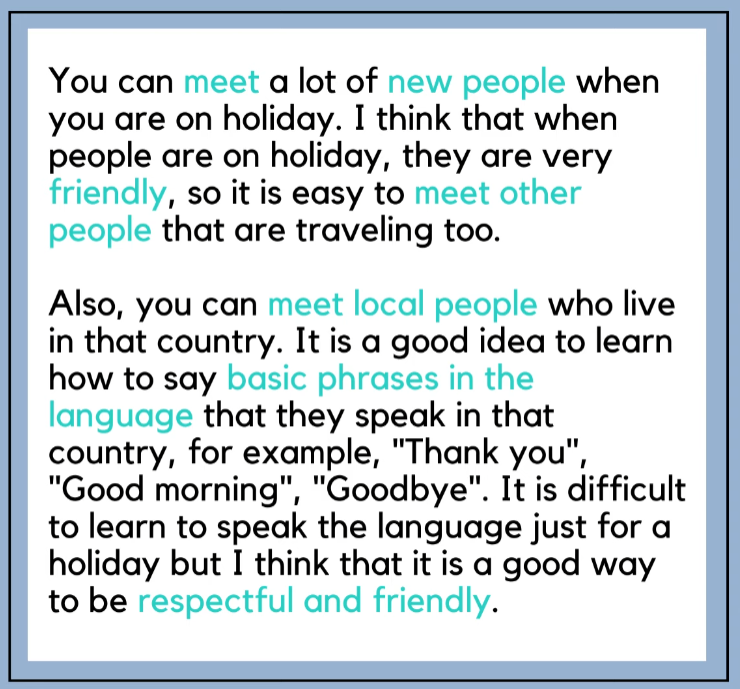 You can meet a lot of new people when
you are on holiday. I think that when
people are on holiday, they are very
friendly, so it is easy to meet other
people that are traveling too.
Also, you can meet local people who live
in that country. It is a good idea to learn
how to say basic phrases in the
language that they speak in that
country, for example, "Thank you",
"Good morning", "Goodbye". It is difficult
to learn to speak the language just for a
holiday but I think that it is a good way
to be respectful and friendly.